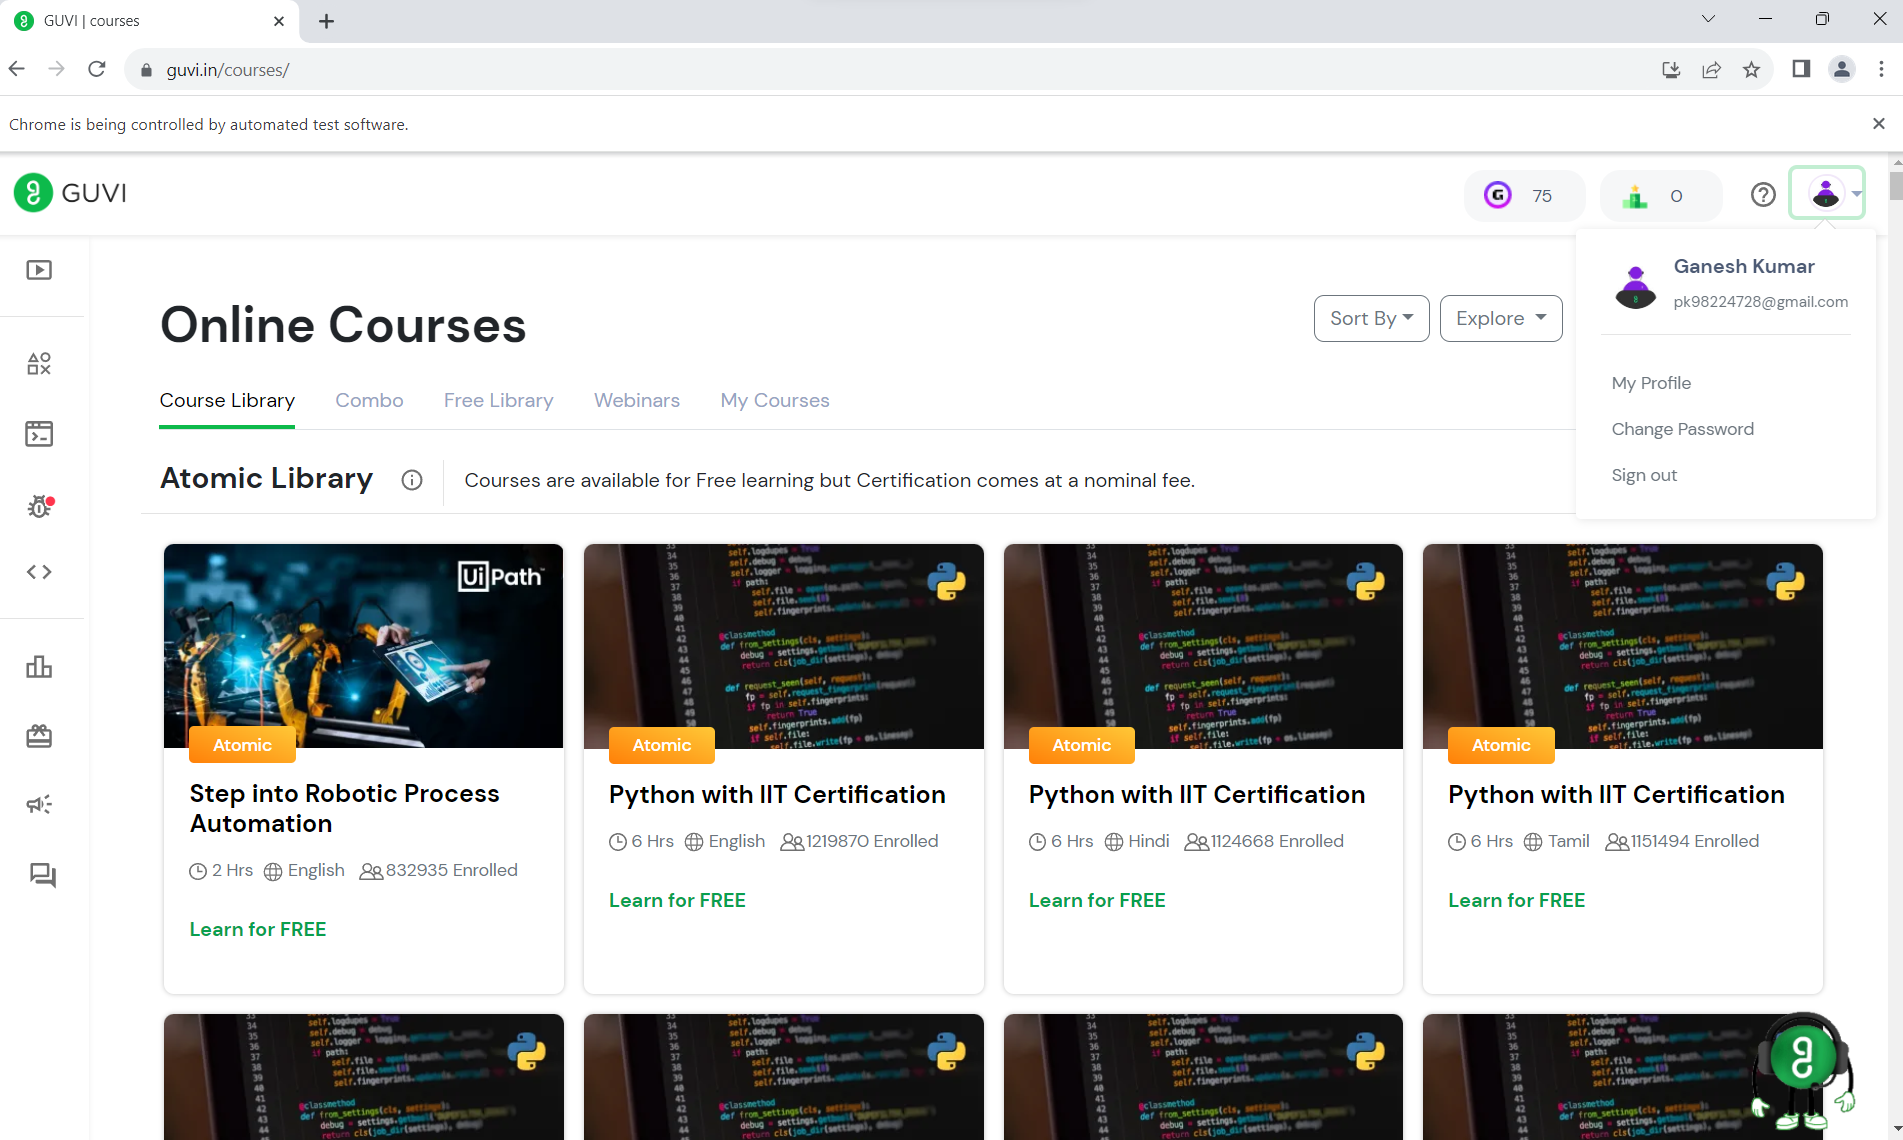 GUVI | courses
guvi.in/courses/
Chrome is being controlled by automated test software.
GUVI
75
0
Ganesh Kumar
pk98224728@gmail.com
My Profile
Change Password
Sign out
Online Courses
Sort By
Explore
Course Library
Combo
Free Library
Webinars
My Courses
Atomic Library
Courses are available for Free learning but Certification comes at a nominal fee.
UiPath
Atomic
Step into Robotic Process
Automation
2 Hrs English 832935 Enrolled
Learn for FREE
Atomic
Python with IIT Certification
6 Hrs English 1219870 Enrolled
Learn for FREE
Atomic
Python with IIT Certification
6 Hrs Hindi 1124668 Enrolled
Learn for FREE
Atomic
Python with IIT Certification
6 Hrs Tamil 1151494 Enrolled
Learn for FREE